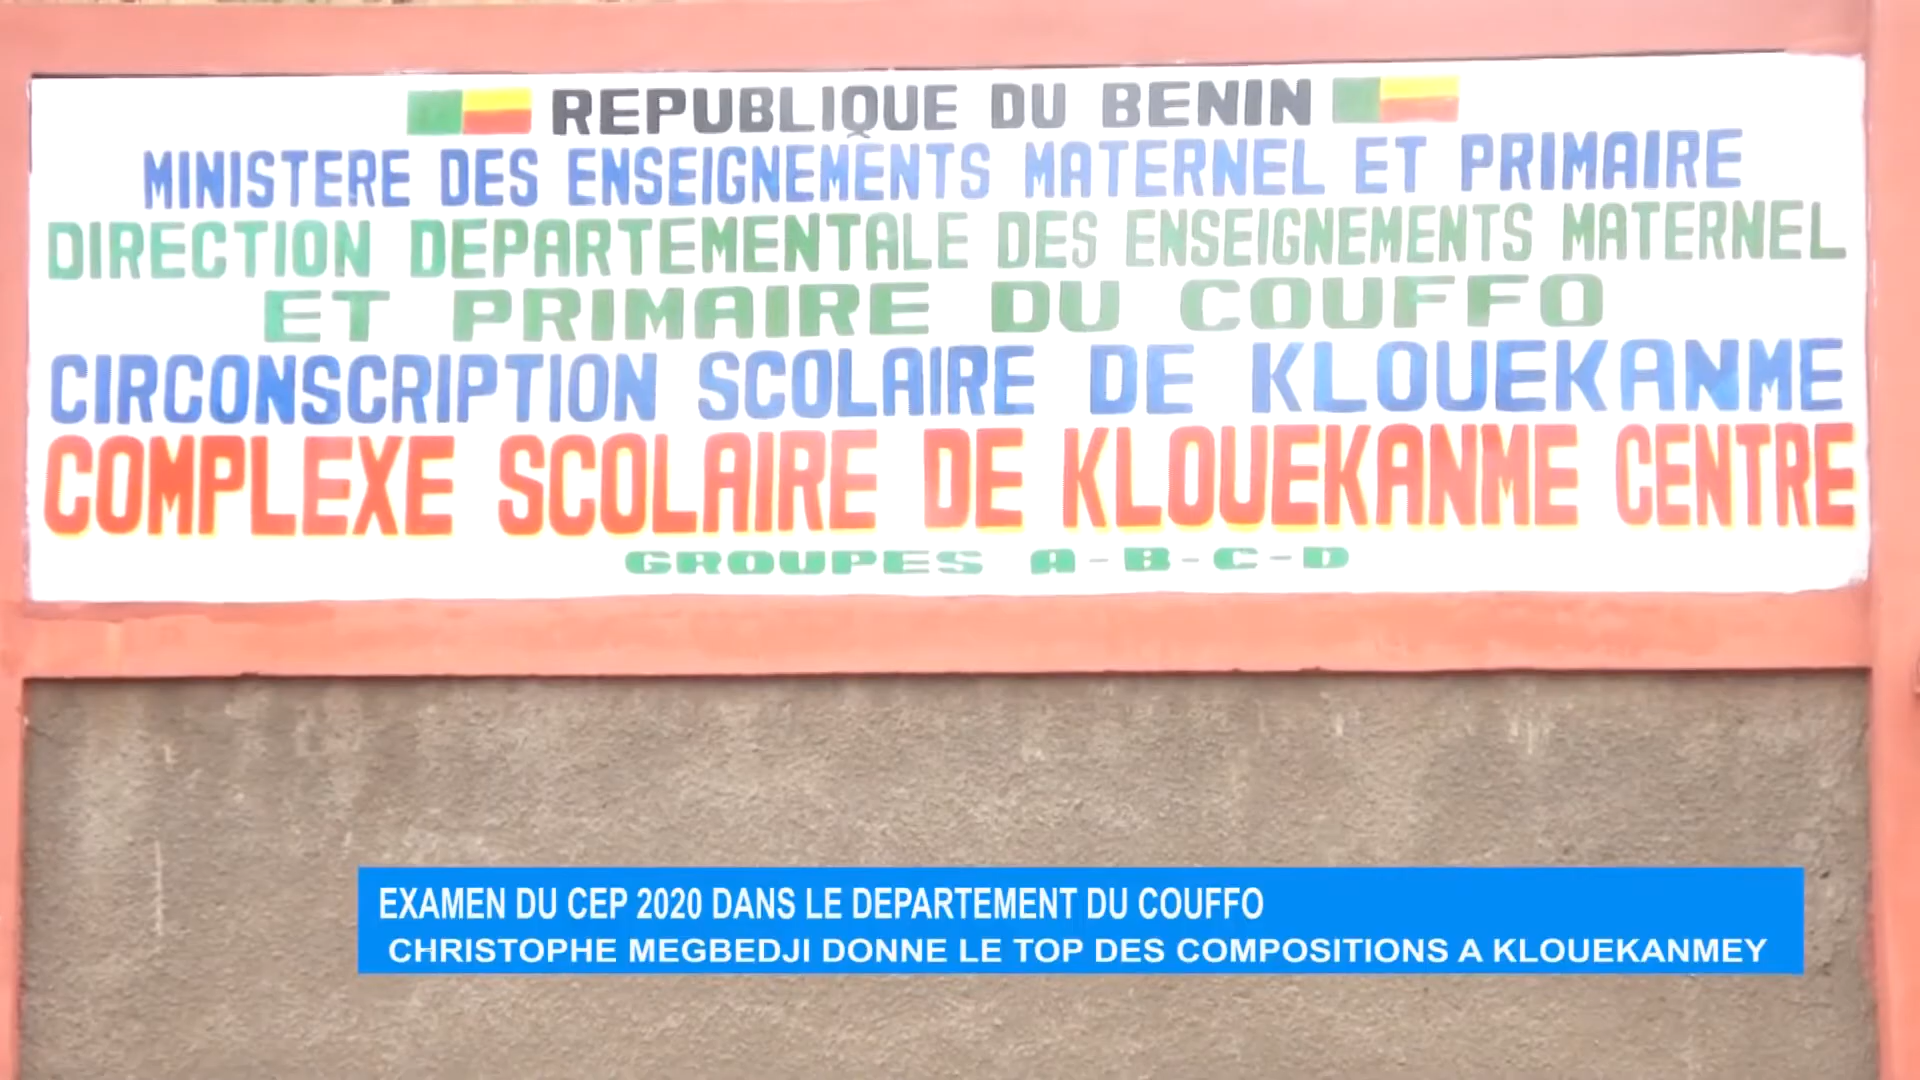 REPUBLIQUE DU BENIN
MINISTERE DES ENSEIGNEMENTS MATERNEL ET PRIMAIRE
DIRECTION DEPARTEMENTALE DES ENSEIGNEMENTS MATERNEL
ET PRIMAIRE DU COUFFO
CIRCONSCRIPTION SCOLAIRE DE KLOUEKANME
COMPLEXE SCOLAIRE DE KLOUEKANME CENTRE
GROUPES A-B-C-D
EXAMEN DU CEP 2020 DANS LE DEPARTEMENT DU COUFFO
CHRISTOPHE MEGBEDJI DONNE LE TOP DES COMPOSITIONS A KLOUEKANMEY